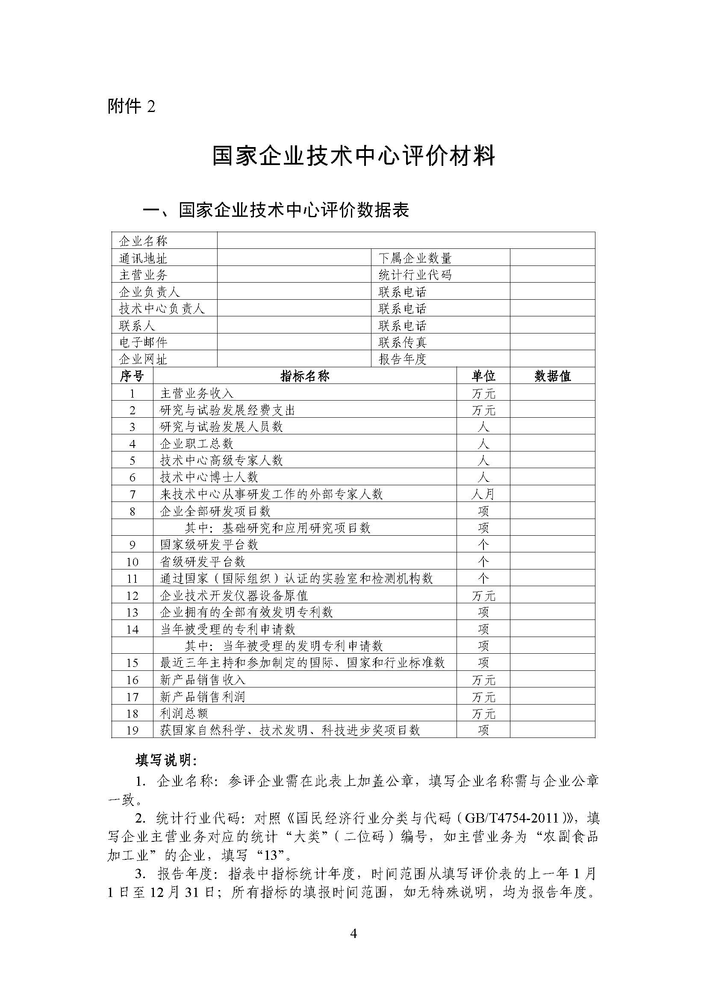 附件 2
国家企业技术中心评价材料
一、国家企业技术中心评价数据表
企业名称
通讯地址 下属企业数量
主营业务 统计行业代码
企业负责人 联系电话
技术中心负责人 联系电话
联系人 联系电话
电子邮件 联系传真
企业网址 报告年度
序号 指标名称 单位 数据值
1 主营业务收入 万元
2 研究与试验发展经费支出 万元
3 研究与试验发展人员数 人
4 企业职工总数 人
5 技术中心高级专家人数 人
6 技术中心博士人数 人
7 来技术中心从事研发工作的外部专家人数 人月
8 企业全部研发项目数 项
其中：基础研究和应用研究项目数 项
9 国家级研发平台数 个
10 省级研发平台数 个
11 通过国家（国际组织）认证的实验室和检测机构数 个
12 企业技术开发仪器设备原值 万元
13 企业拥有的全部有效发明专利数 项
14 当年被受理的专利申请数 项
其中：当年被受理的发明专利申请数 项
15 最近三年主持和参加制定的国际、国家和行业标准数 项
16 新产品销售收入 万元
17 新产品销售利润 万元
18 利润总额 万元
19 获国家自然科学、技术发明、科技进步奖项目数 项
填写说明：
1. 企业名称：参评企业需在此表上加盖公章，填写企业名称需与企业公章
一致。
2. 统计行业代码：对照《国民经济行业分类与代码（GB/T4754-2011）》，填
写企业主营业务对应的统计“大类”（二位码）编号，如主营业务为“农副食品
加工业”的企业，填写“13”。
3. 报告年度：指表中指标统计年度，时间范围从填写评价表的上一年 1 月
1 日至 12 月 31 日；所有指标的填报时间范围，如无特殊说明，均为报告年度。
4